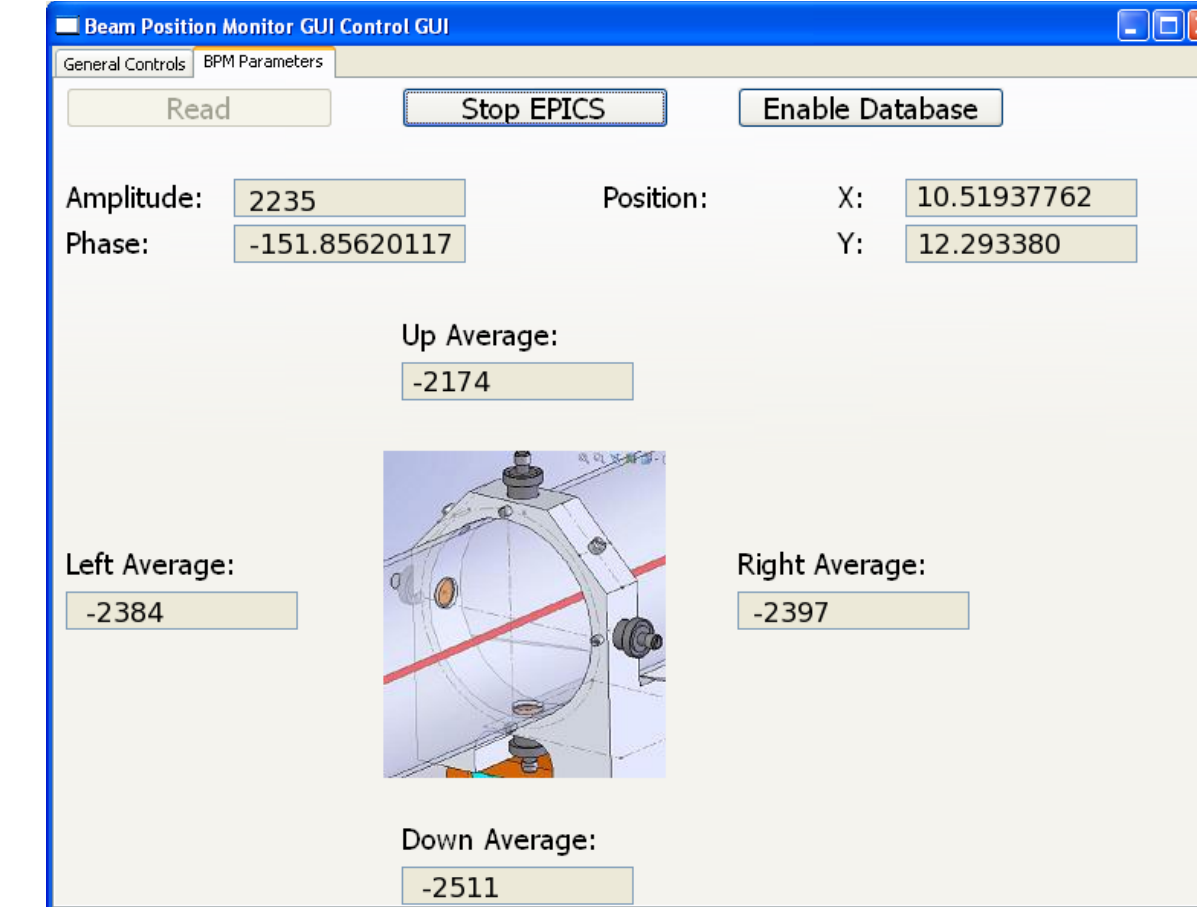 Beam Position Monitor GUI Control GUI
General Controls BPM Parameters
Read Stop EPICS Enable Database
Amplitude: 2235 Position: X: 10.51937762
Phase: -151.85620117 Y: 12.293380
Up Average:
-2174
Left Average: Right Average:
-2384 -2397
Down Average:
-2511